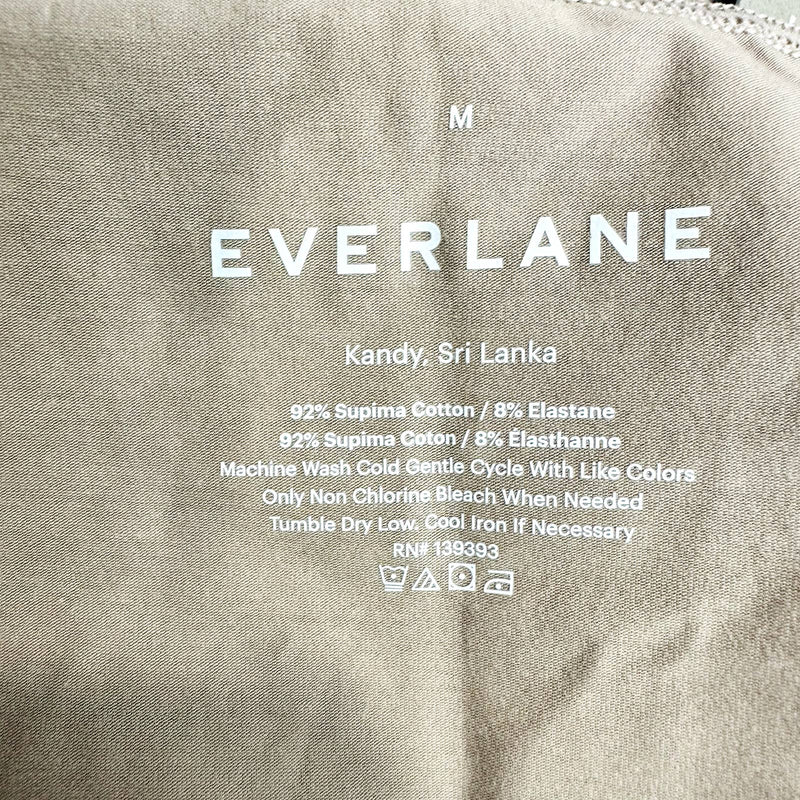 M
EVERLANE
Kandy, Sri Lanka
92% Supima Cotton / 8% Elastane
92% Supima Coton / 8% Élasthanne
Machine Wash Cold Gentle Cycle With Like Colors
Only Non Chlorine Bleach When Needed
Tumble Dry Low. Cool Iron If Necessary
RN# 139393